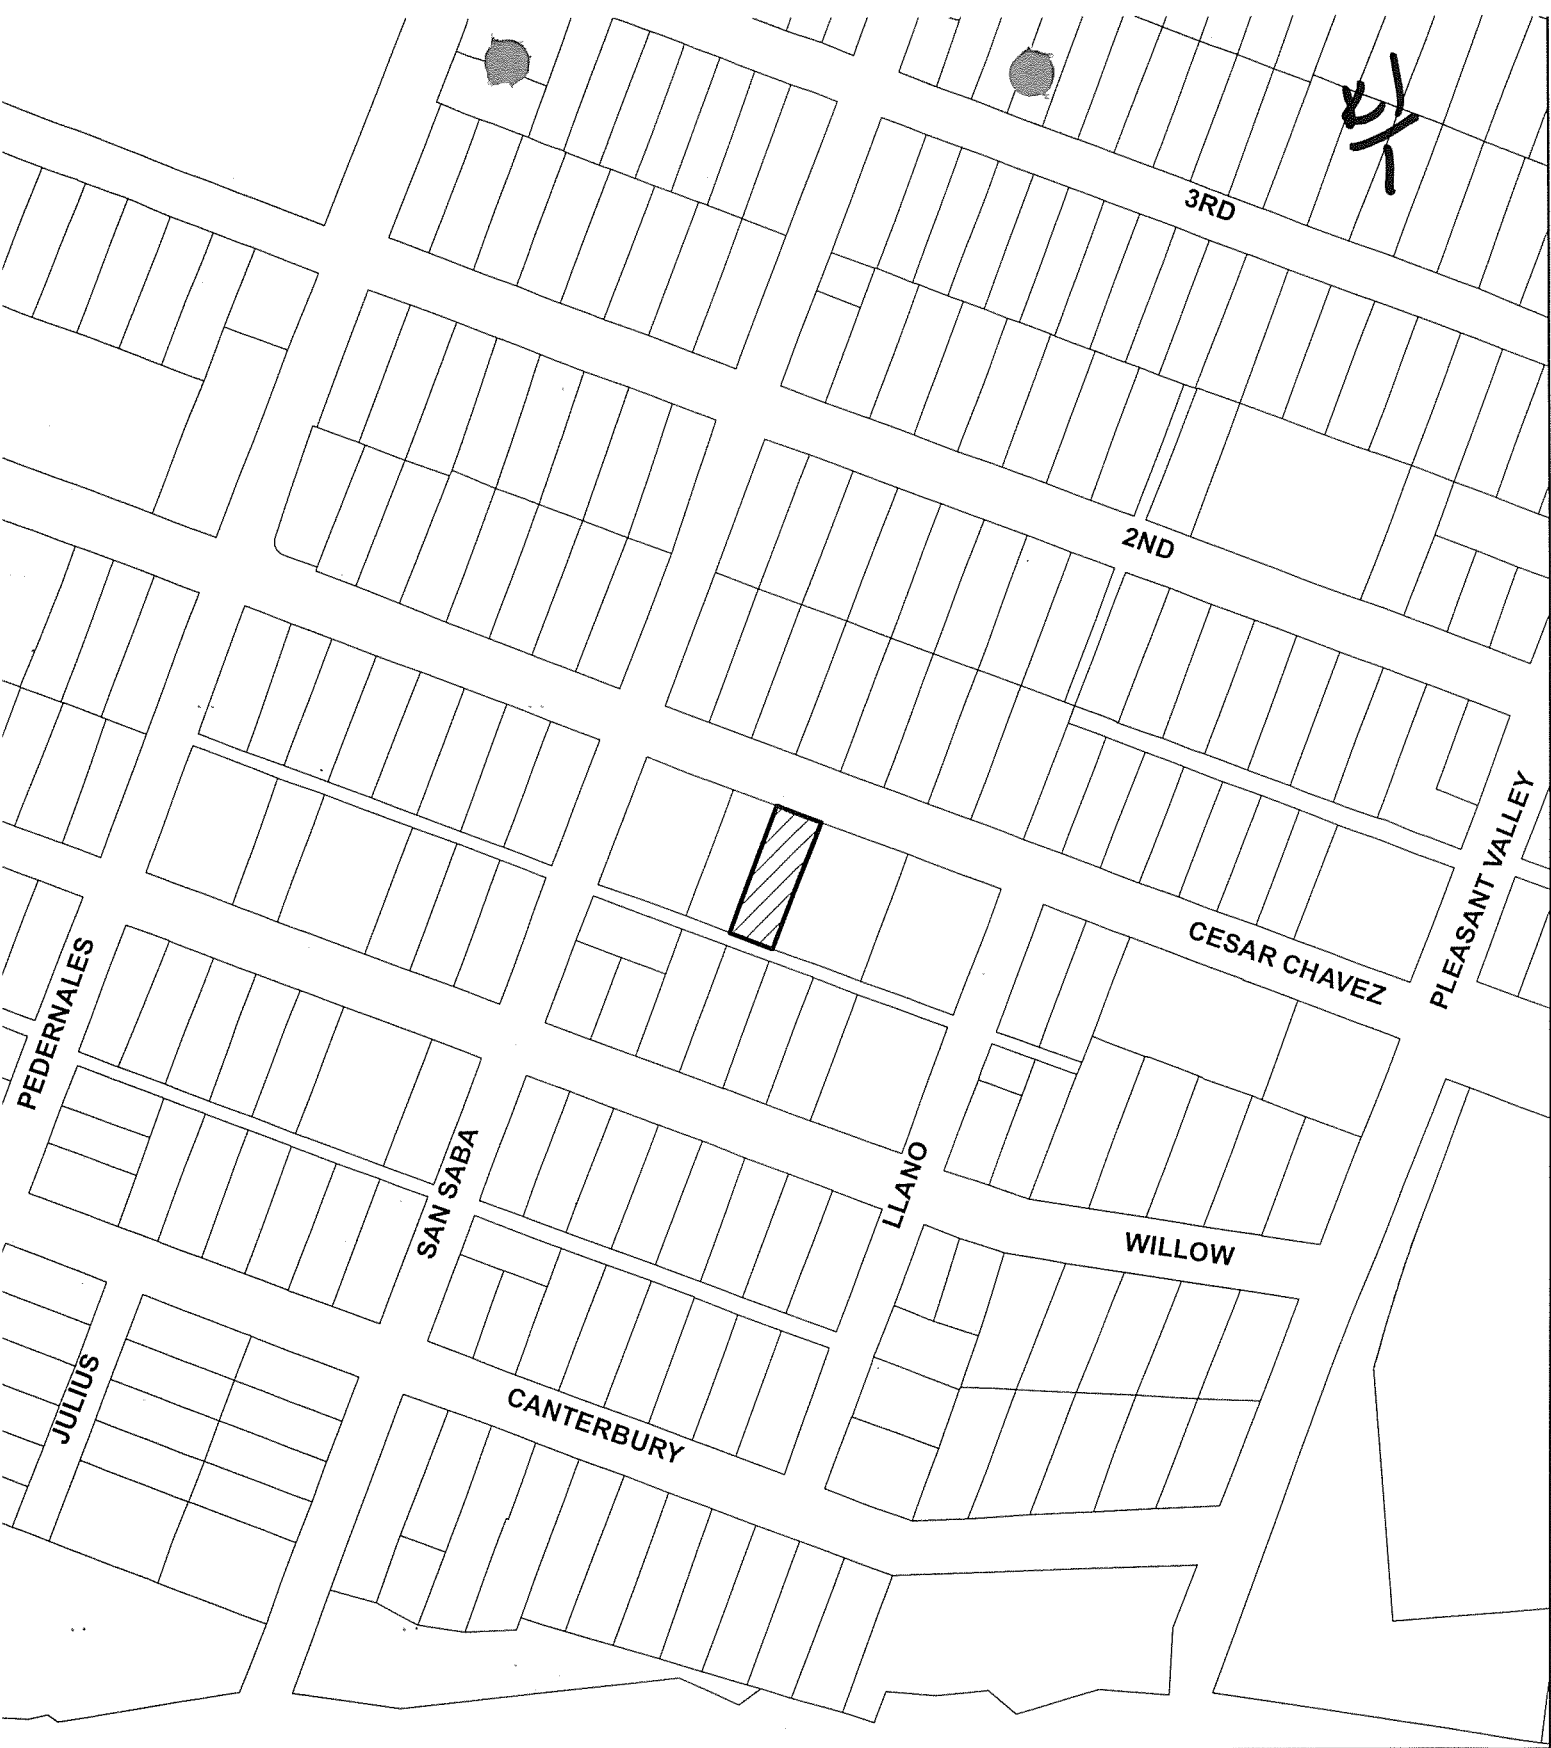 3RD
2ND
PLEASANT VALLEY
CESAR CHAVEZ
PEDERNALES
SAN SABA
LLANO
WILLOW
JULIUS
CANTERBURY